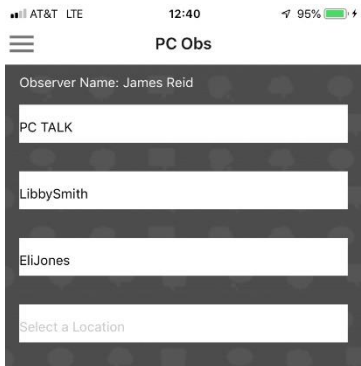 AT&T LTE 12:40 95%
PC Obs
Observer Name: James Reid
PC TALK
LibbySmith
EliJones
Select a Location